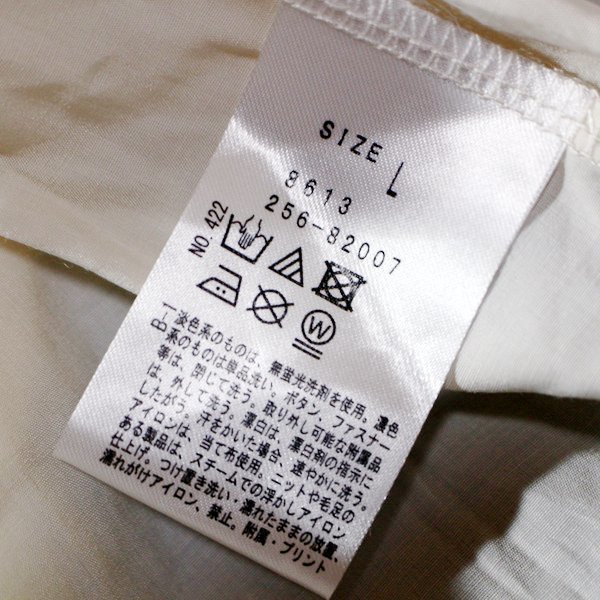 SIZE L
8613
256-82007
NO. 422
W
淡色系のものは、無蛍光洗剤を使用。濃色
系のものは単品洗い。ボタン、ファスナー
等は、閉じて洗う。取り外し可能な附属品
は、外して洗う。漂白は、漂白剤の指示に
したがう。汗をかいた場合、速やかに洗う。
アイロンは、当て布使用。ニットや毛足の
ある製品は、スチームでの浮かしアイロン
仕上げ。つけ置き洗い・濡れたままの放置、
濡れがけアイロン、禁止。附属・プリント